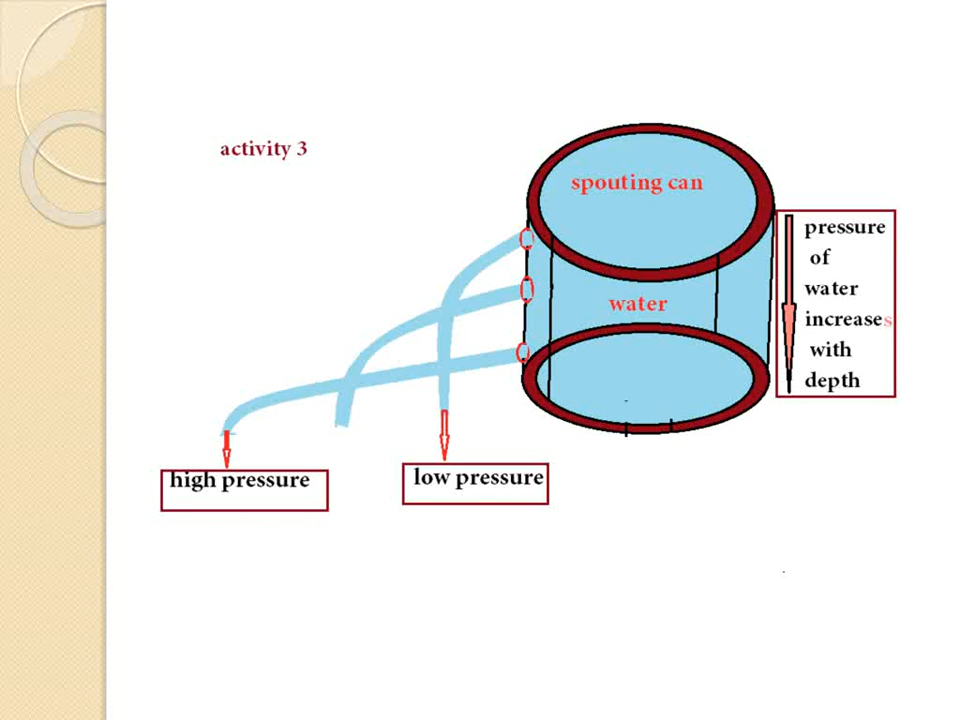 activity 3
spouting can
pressure
of
water
increases
with
depth
water
high pressure
low pressure